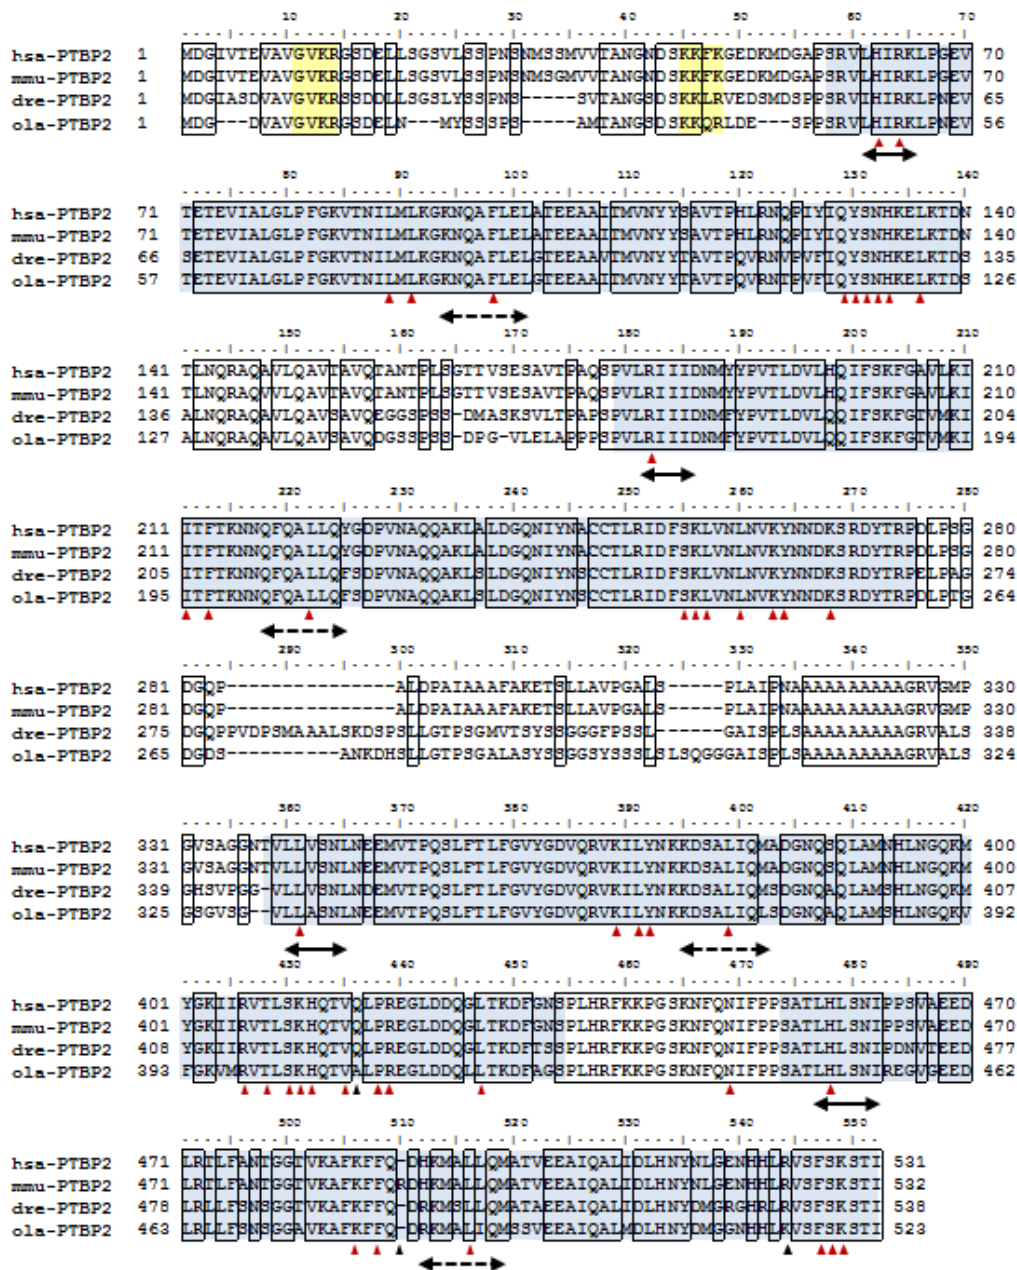 10 20 30 40 50 60 70
hsa-PTBP2 1 MDGIVTEVAVGVKRGSDELLSGSVLSSPNSNMSSMVVTANGNDSKKFKGEDKMDGAPSRVLHIRKLPGEV 70
mmu-PTBP2 1 MDGIVTEVAVGVKRGSDELLSGSVLSSPNSNMSGMVVTANGNDSKKFKGEDKMDGAPSRVLHIRKLPGEV 70
dre-PTBP2 1 MDGIASDVAVGVKRSSDDLLSGSLYSSPNS-----SVTANGSDSKKLRVEDSMDSPPSRVIHIRKLPNEV 65
ola-PTBP2 1 MDG---DVAVGVKRGSDELN---MYSSSPS-----AMTANGSDSKKQRLDE---SPPSRVLHIRKLPNEV 56
80 90 100 110 120 130 140
hsa-PTBP2 71 TETEVIALGLPFGKVTNILMLKGKNQAFLELATEEAAITMVNYYSAVTPHLRNQPIYIQYSNHKELKTDN 140
mmu-PTBP2 71 TETEVIALGLPFGKVTNILMLKGKNQAFLELATEEAAITMVNYYSAVTPHLRNQPIYIQYSNHKELKTDN 140
dre-PTBP2 66 SETEVIALGLPFGKVTNILMLKGKNQAFLELGTEEAAVTMVNYYTAVTPQVRNVPVFIQYSNHKELKTDS 135
ola-PTBP2 57 TETEVIALGLPFGKVTNILMLKGKNQAFLELGTEEAAITMVNYYTAVTPQVRNTPVFIQYSNHKELKTDS 126
150 160 170 180 190 200 210
hsa-PTBP2 141 TLNQRAQAVLQAVTAVQTANTPLSGTTVSESAVTPAQSPVLRIIIDNMYYPVTLDVLHQIFSKFGAVLKI 210
mmu-PTBP2 141 TLNQRAQVVLQAVTAVQTANTPLSGTTVSESAVTPAQSPVLRIIIDNMYYPVTLDVLHQIFSKFGAVLKI 210
dre-PTBP2 136 ALNQRAQAVLQAVSAVQEGGSPSS-DMASKSVLTPAPSPVLRIIIDNMFYPVTLDVLQQIFSKFGTVMKI 204
ola-PTBP2 127 ALNQRAQAVLQAVSAVQDGSSPSS-DPG-VLELAPPPSPVLRIIIDNMFYPVTLDVLQQIFSKFGTVMKI 194
220 230 240 250 260 270 280
hsa-PTBP2 211 ITFTKNNQFQALLQYGDPVNAQQAKLALDGQNIYNACCTLRIDFSKLVNLNVKYNNDKSRDYTRPDLPSG 280
mmu-PTBP2 211 ITFTKNNQFQALLQYGDPVNAQQAKLALDGQNIYNACCTLRIDFSKLVNLNVKYNNDKSRDYTRPDLPSG 280
dre-PTBP2 205 ITFTKNNQFQALLQFSDPVNAQQAKLSLDGQNIYNSCCTLRIDFSKLVNLNVKYNNDKSRDYTRPELPAG 274
ola-PTBP2 195 ITFTKNNQFQALLQFSDPVNAQQAKLSLDGQNIYNSCCTLRIDFSKLVNLNVKYNNDKSRDYTRPDLPTG 264
290 300 310 320 330 340 350
hsa-PTBP2 281 DGQP---------------ALDPAIAAAFAKETSLLAVPGALS-----PLAIPNAAAAAAAAAAGRVGMP 330
mmu-PTBP2 281 DGQP---------------ALDPAIAAAFAKETSLLAVPGALS-----PLAIPNAAAAAAAAAAGRVGMP 330
dre-PTBP2 275 DGQPPVDPSMAAALSKDSPSLLGTPSGMVTSYSSGGGFPSSL------GAISPLSAAAAAAAAAGRVALS 338
ola-PTBP2 265 DGDS----------ANKDHSLLGTPSGALASYSSGGSYSSSLSLSQGGGAISPLSAAAAAAAAAGRVALS 324
360 370 380 390 400 410 420
hsa-PTBP2 331 GVSAGGNTVLLVSNLNEEMVTPQSLFTLFGVYGDVQRVKILYNKKDSALIQMADGNQSQLAMNHLNGQKM 400
mmu-PTBP2 331 GVSAGGNTVLLVSNLNEEMVTPQSLFTLFGVYGDVQRVKILYNKKDSALIQMADGNQSQLAMNHLNGQKM 400
dre-PTBP2 339 GHSVPGG-VLLVSNLNDEMVTPQSLFTLFGVYGDVQRVKILYNKKDSALIQMSDGNQAQLAMSHLNGQKM 407
ola-PTBP2 325 GSGVSG--VLLASNLNEEMVTPQSLFTLFGVYGDVQRVKILYNKKDSALIQLSDGNQAQLAMSHLNGQKV 392
430 440 450 460 470 480 490
hsa-PTBP2 401 YGKIIRVTLSKHQTVQLPREGLDDQGLTKDFGNSPLHRFKKPGSKNFQNIFPPSATLHLSNIPPSVAEED 470
mmu-PTBP2 401 YGKIIRVTLSKHQTVQLPREGLDDQGLTKDFGNSPLHRFKKPGSKNFQNIFPPSATLHLSNIPPSVAEED 470
dre-PTBP2 408 YGKIIRVTLSKHQTVQLPREGLDDQGLTKDFTNSPLHRFKKPGSKNFQNIFPPSATLHLSNIPDNVTEED 477
ola-PTBP2 393 FGKVMRVTLSKHQTVALPREGLDDQLLTKDFAGSPLHRFKKPGSKNFQNIFPPSATLHLSNIREGVGEED 462
500 510 520 530 540 550
hsa-PTBP2 471 LRTLFANTGGTVKAFKFFQ-DHKMALLQMATVEEAIQALIDLHNYNLGENHHLRVSFSKSTI 531
mmu-PTBP2 471 LRTLFANTGGTVKAFKFFQRDHKMALLQMATVEEAIQALIDLHNYNLGENHHLRVSFSKSTI 532
dre-PTBP2 478 LRLLFSNSGGTVKAFKFFQ-DRKMALIQMATAEEAIQALIDLHNYDMGRGHRLRVSFSKSTI 538
ola-PTBP2 463 LRLLFSNSGGAVKAFKFFQ-DRKMALIQMSSVEEAIQALMDLHNYDMGGNHHLKVSFSKSTI 523